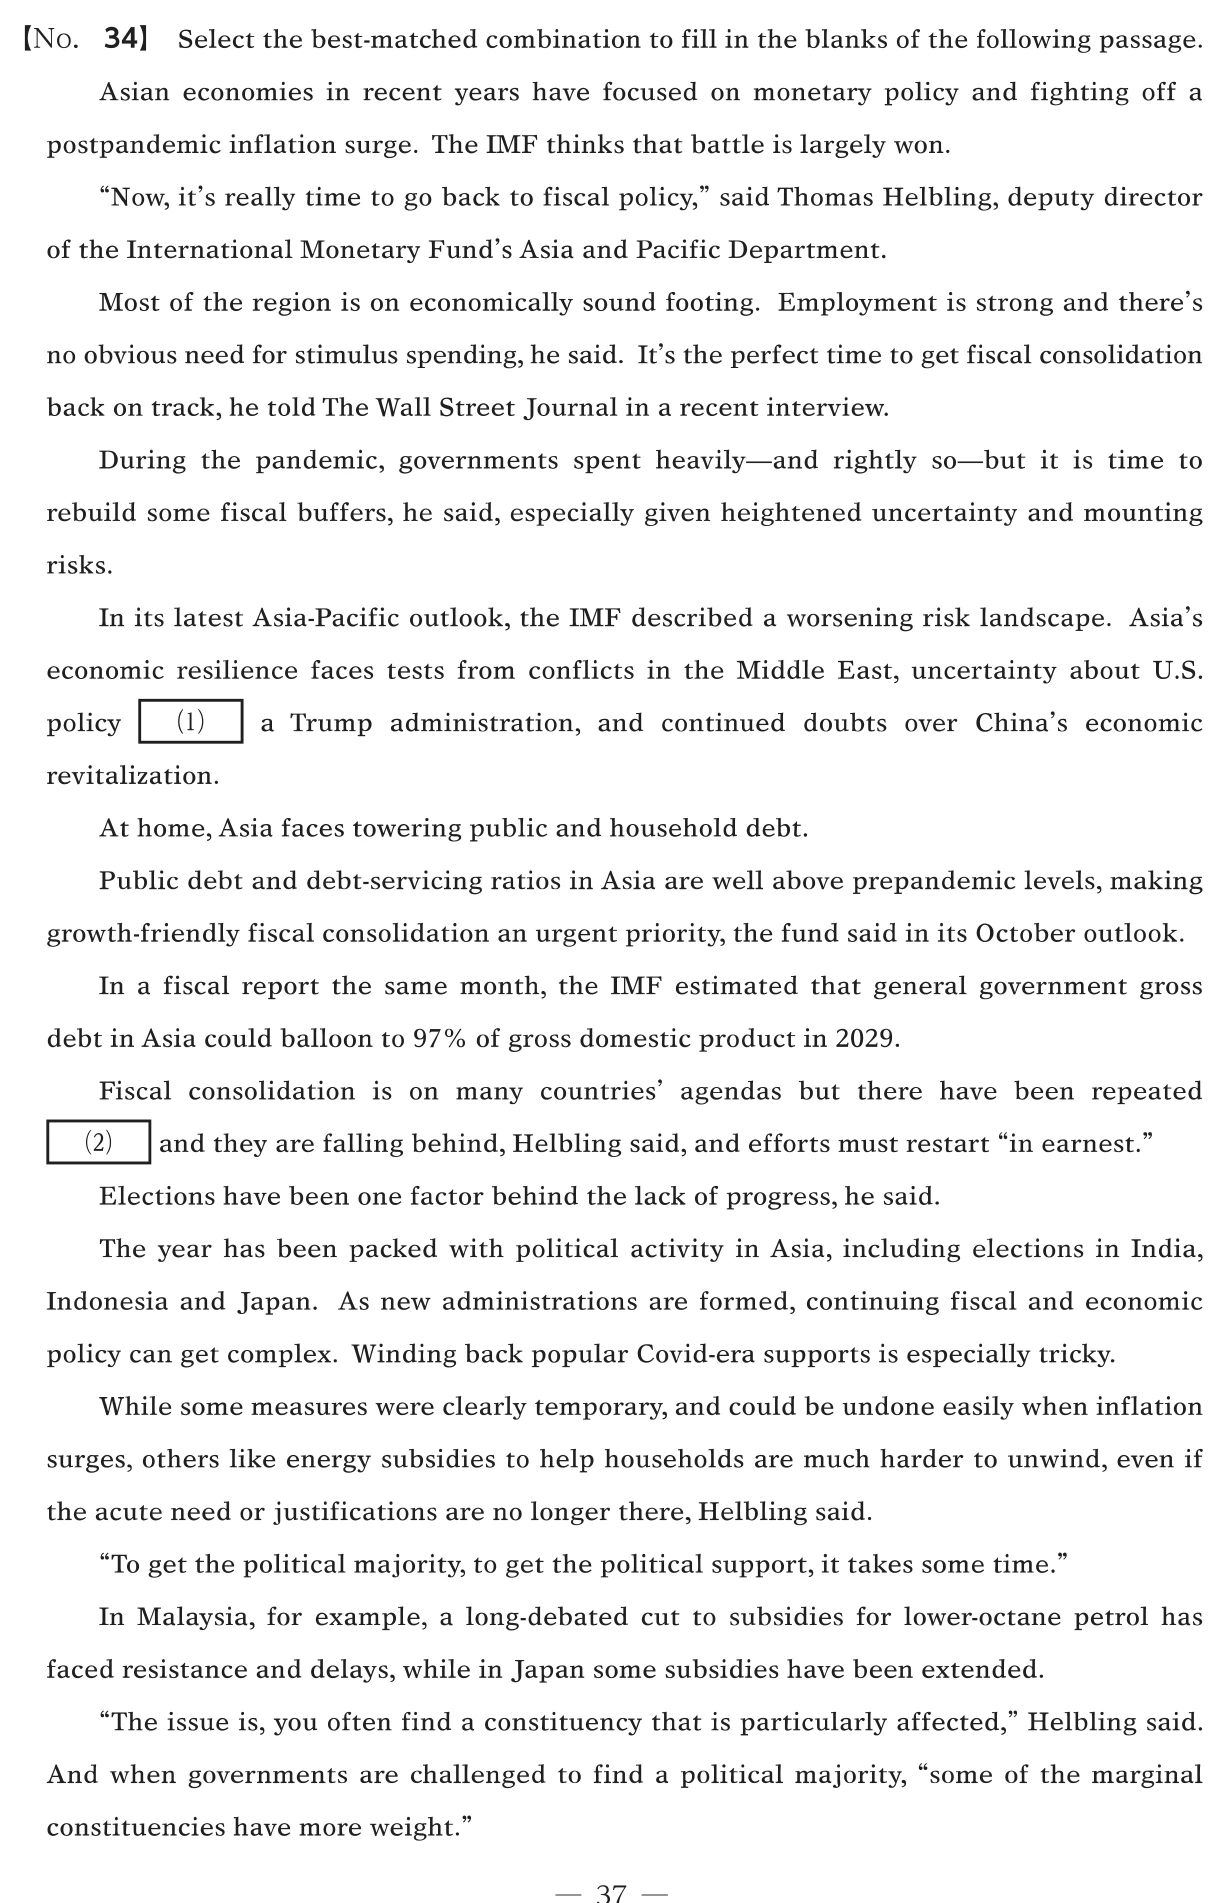 【No. 34】 Select the best-matched combination to fill in the blanks of the following passage.
Asian economies in recent years have focused on monetary policy and fighting off a
postpandemic inflation surge. The IMF thinks that battle is largely won.
“Now, it’s really time to go back to fiscal policy,” said Thomas Helbling, deputy director
of the International Monetary Fund’s Asia and Pacific Department.
Most of the region is on economically sound footing. Employment is strong and there’s
no obvious need for stimulus spending, he said. It’s the perfect time to get fiscal consolidation
back on track, he told The Wall Street Journal in a recent interview.
During the pandemic, governments spent heavily—and rightly so—but it is time to
rebuild some fiscal buffers, he said, especially given heightened uncertainty and mounting
risks.
In its latest Asia-Pacific outlook, the IMF described a worsening risk landscape. Asia’s
economic resilience faces tests from conflicts in the Middle East, uncertainty about U.S.
policy (1) a Trump administration, and continued doubts over China’s economic
revitalization.
At home, Asia faces towering public and household debt.
Public debt and debt-servicing ratios in Asia are well above prepandemic levels, making
growth-friendly fiscal consolidation an urgent priority, the fund said in its October outlook.
In a fiscal report the same month, the IMF estimated that general government gross
debt in Asia could balloon to 97% of gross domestic product in 2029.
Fiscal consolidation is on many countries’ agendas but there have been repeated
(2) and they are falling behind, Helbling said, and efforts must restart “in earnest.”
Elections have been one factor behind the lack of progress, he said.
The year has been packed with political activity in Asia, including elections in India,
Indonesia and Japan. As new administrations are formed, continuing fiscal and economic
policy can get complex. Winding back popular Covid-era supports is especially tricky.
While some measures were clearly temporary, and could be undone easily when inflation
surges, others like energy subsidies to help households are much harder to unwind, even if
the acute need or justifications are no longer there, Helbling said.
“To get the political majority, to get the political support, it takes some time.”
In Malaysia, for example, a long-debated cut to subsidies for lower-octane petrol has
faced resistance and delays, while in Japan some subsidies have been extended.
“The issue is, you often find a constituency that is particularly affected,” Helbling said.
And when governments are challenged to find a political majority, “some of the marginal
constituencies have more weight.”
— 37 —